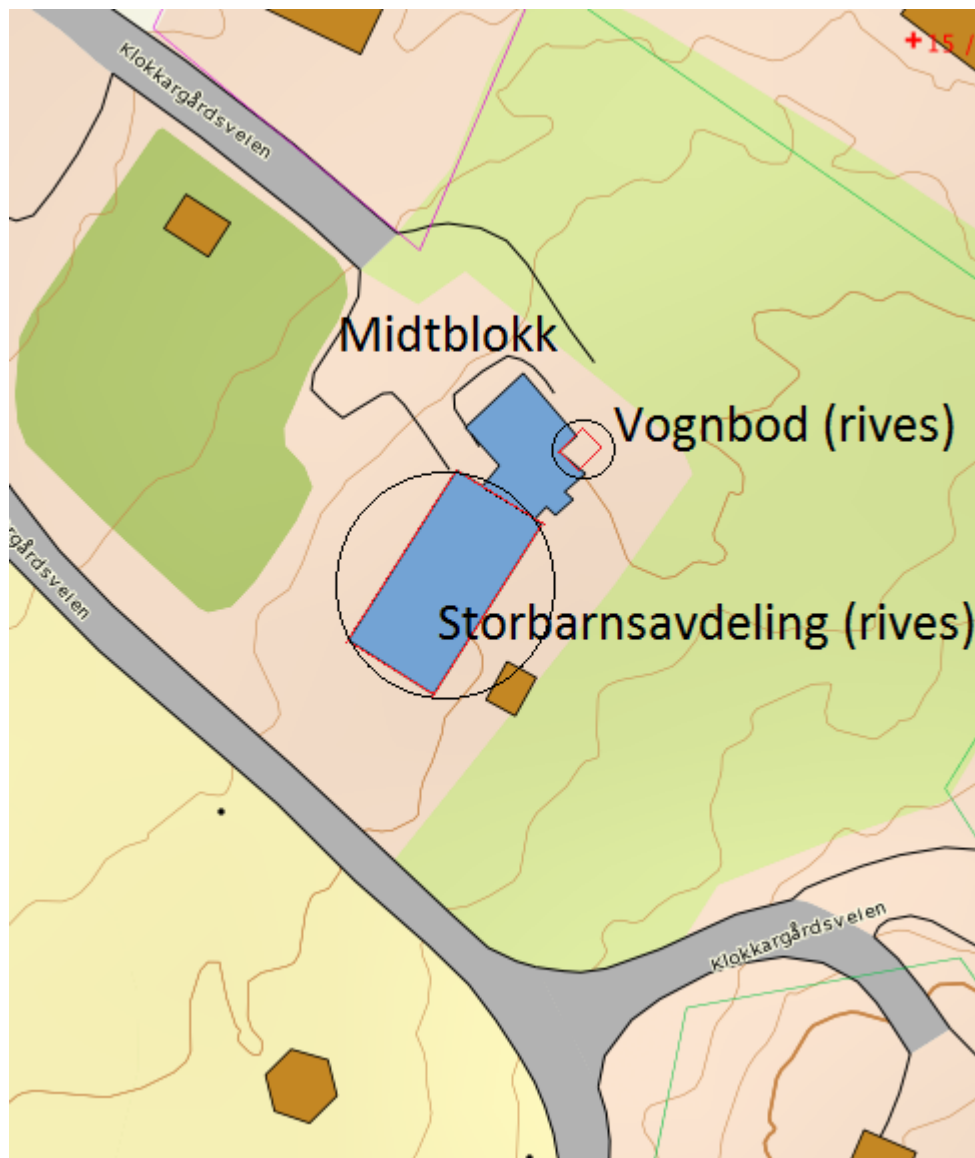 Klokkargårdsveien
15 /
Midtblokk
Vognbod (rives)
gårdsveien
Storbarnsavdeling (rives)
Klokkargårdsveien